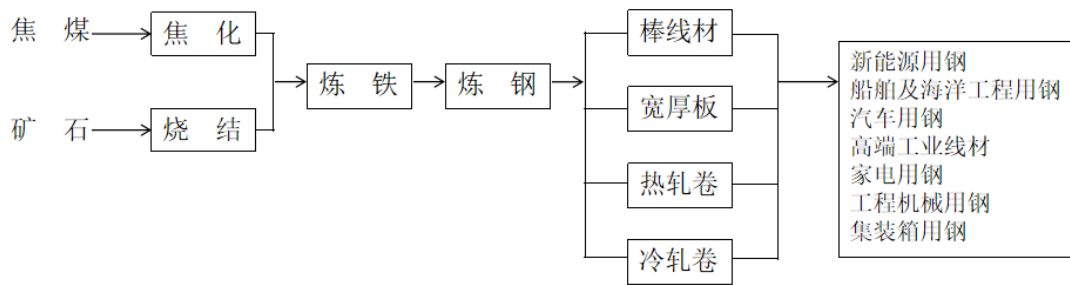 焦 煤
焦 化
矿 石
烧 结
炼 铁
炼 钢
棒线材
宽厚板
热轧卷
冷轧卷
新能源用钢
船舶及海洋工程用钢
汽车用钢
高端工业线材
家电用钢
工程机械用钢
集装箱用钢